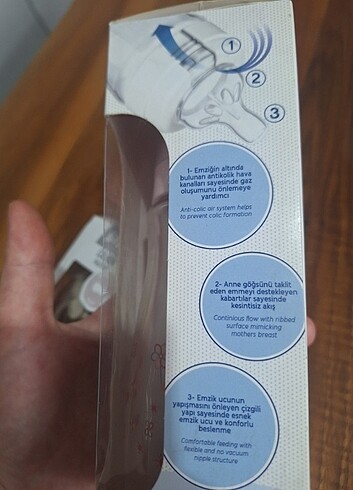 1
2
3
1- Emziğin altında
bulunan antikolik hava
kanalları sayesinde gaz
oluşumunu önlemeye
yardımcı
Anti-colic air system helps
to prevent colic formation
2- Anne göğsünü taklit
eden emmeyi destekleyen
kabartılar sayesinde
kesintisiz akış
Continious flow with ribbed
surface mimicking
mothers breast
3- Emzik ucunun
yapışmasını önleyen çizgili
yapı sayesinde esnek
emzik ucu ve konforlu
beslenme
Comfortable feeding with
flexible and no vacuum
nipple structure